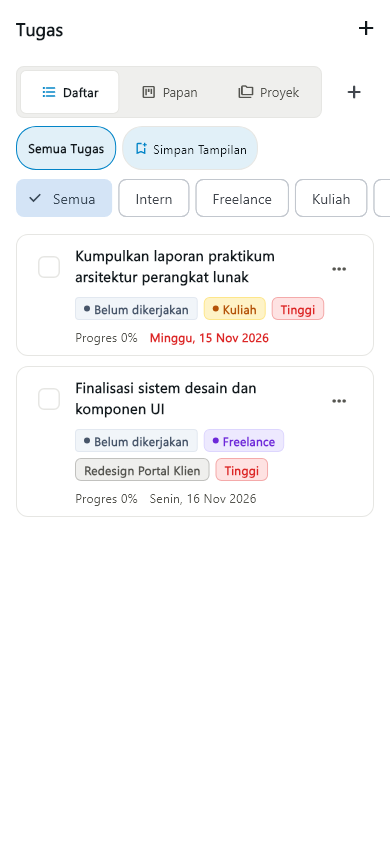 Tugas
Daftar
Papan
Proyek
Semua Tugas
Simpan Tampilan
Semua
Intern
Freelance
Kuliah
Kumpulkan laporan praktikum
arsitektur perangkat lunak
Belum dikerjakan
Kuliah
Tinggi
Progres 0%
Minggu, 15 Nov 2026
Finalisasi sistem desain dan
komponen UI
Belum dikerjakan
Freelance
Redesign Portal Klien
Tinggi
Progres 0%
Senin, 16 Nov 2026